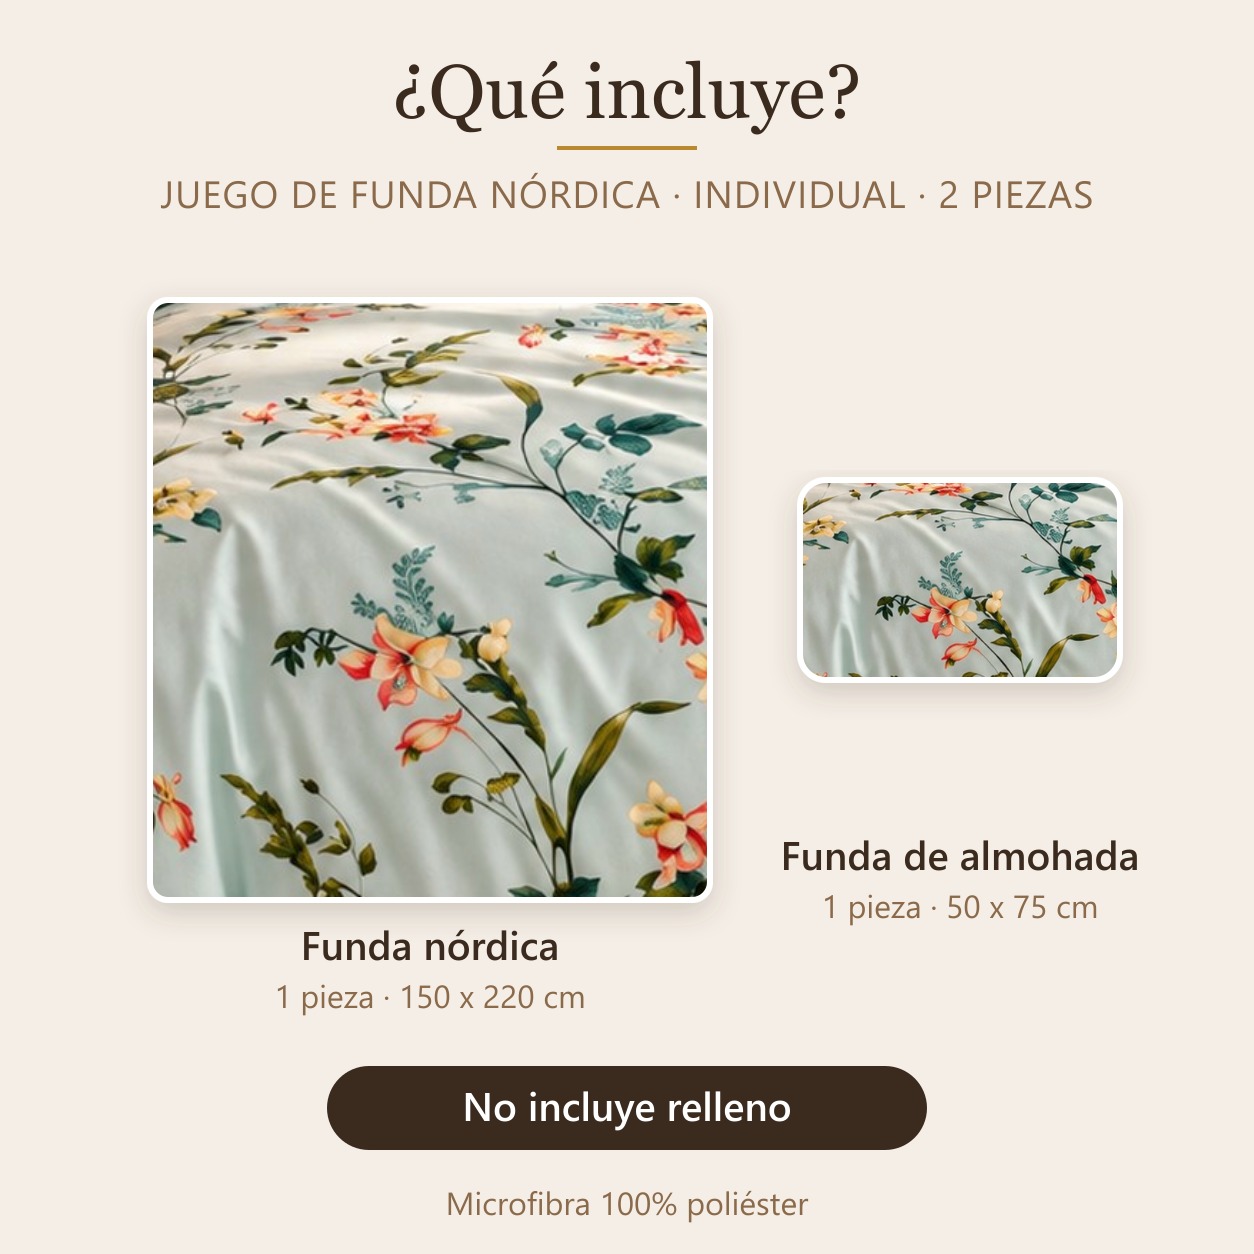 ¿Qué incluye?
JUEGO DE FUNDA NÓRDICA · INDIVIDUAL · 2 PIEZAS
Funda de almohada
1 pieza · 50 x 75 cm
Funda nórdica
1 pieza · 150 x 220 cm
No incluye relleno
Microfibra 100% poliéster